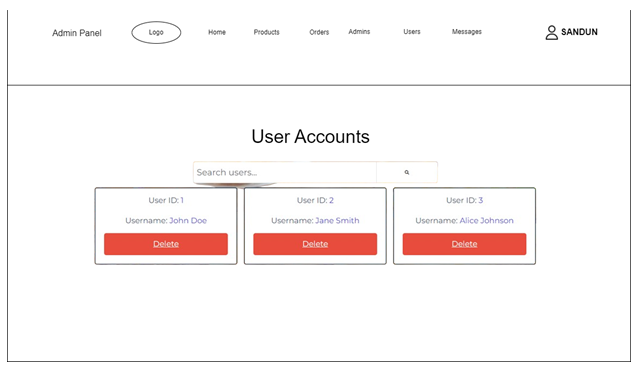 Admin Panel Logo Home Products Orders Admins Users Messages SANDUN
User Accounts
Search users...
User ID: 1
Username: John Doe
Delete
User ID: 2
Username: Jane Smith
Delete
User ID: 3
Username: Alice Johnson
Delete